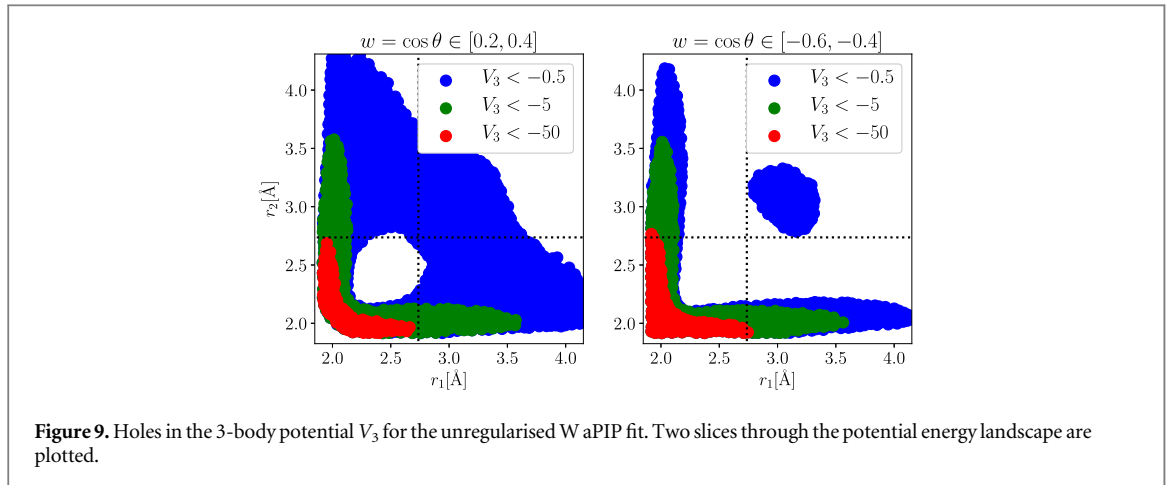 w = cos θ ∈ [0.2, 0.4]
V₃ < −0.5
V₃ < −5
V₃ < −50
4.0
3.5
3.0
2.5
2.0
r₂[Å]
2.0 2.5 3.0 3.5 4.0
r₁[Å]
w = cos θ ∈ [−0.6, −0.4]
V₃ < −0.5
V₃ < −5
V₃ < −50
4.0
3.5
3.0
2.5
2.0
2.0 2.5 3.0 3.5 4.0
r₁[Å]
Figure 9. Holes in the 3-body potential V₃ for the unregularised W aPIP fit. Two slices through the potential energy landscape are
plotted.